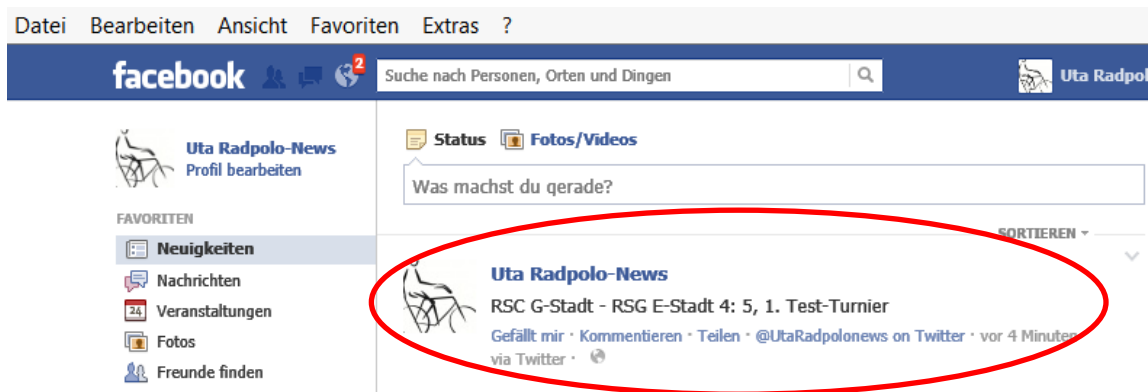 Datei Bearbeiten Ansicht Favoriten Extras ?
facebook 2 Suche nach Personen, Orten und Dingen Uta Radpol
Uta Radpolo-News
Profil bearbeiten
FAVORITEN
Neuigkeiten
Nachrichten
24 Veranstaltungen
Fotos
Freunde finden
Status Fotos/Videos
Was machst du gerade?
SORTIEREN
Uta Radpolo-News
RSC G-Stadt - RSG E-Stadt 4: 5, 1. Test-Turnier
Gefällt mir · Kommentieren · Teilen · @UtaRadpolonews on Twitter · vor 4 Minuten
via Twitter ·